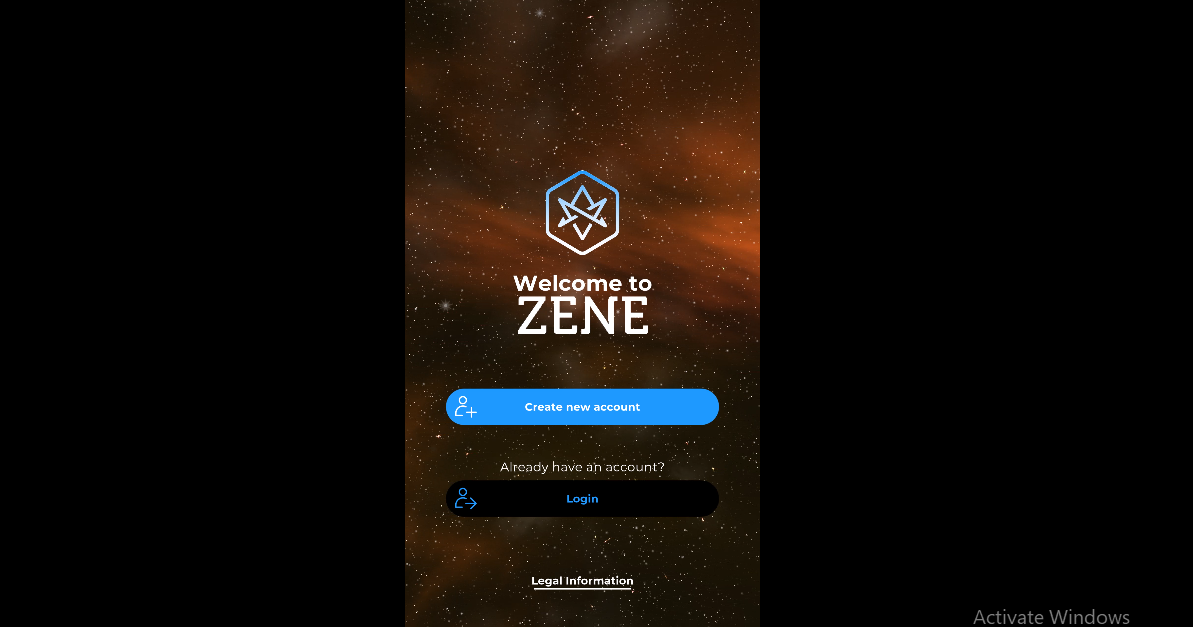 Welcome to
ZENE
Create new account
Already have an account?
Login
Legal Information
Activate Windows